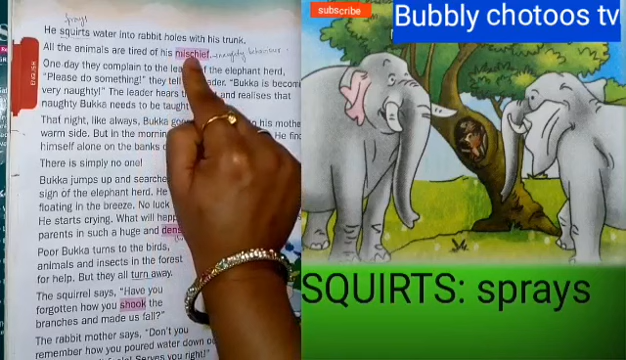 sprays
He squirts water into rabbit holes with his trunk.
All the animals are tired of his mischief. naughty behaviour.
One day they complain to the lea of the elephant herd,
"Please do something!" they tell ader. "Bukka is becom
very naughty!" The leader hears t and realises that
naughty Bukka needs to be taught
That night, like always, Bukka goe o his mothe
warm side. But in the mornin He find
himself alone on the banks
There is simply no one!
Bukka jumps up and searche
sign of the elephant herd. He
floating in the breeze. No luck
He starts crying. What will happ
parents in such a huge and dens
Poor Bukka turns to the birds,
animals and insects in the forest
for help. But they all turn away.
The squirrel says, "Have you
forgotten how you shook the
branches and made us fall?"
The rabbit mother says, "Don't you
remember how you poured water down o
Serves you right!"
subscribe
Bubbly chotoos tv
SQUIRTS: sprays